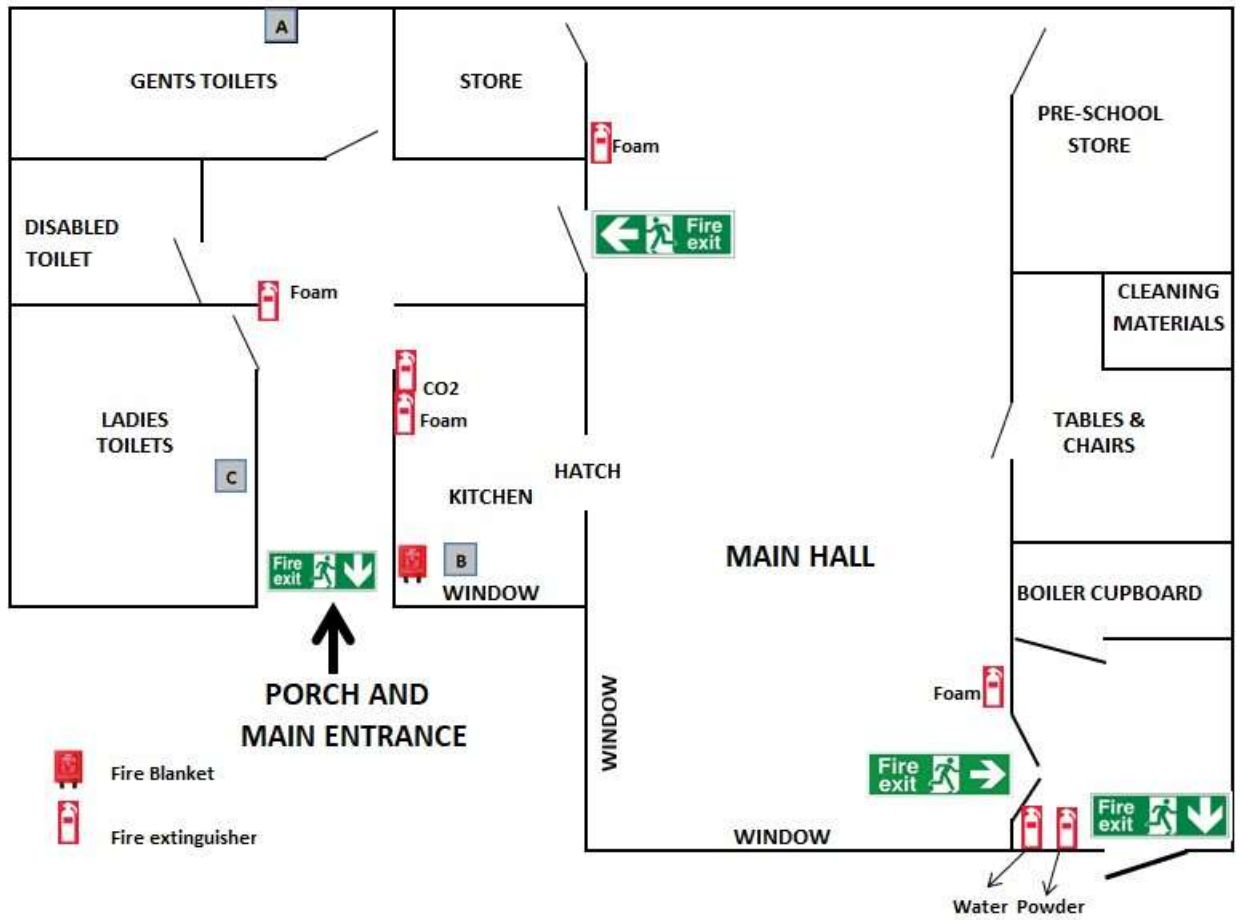 A
GENTS TOILETS
STORE
PRE-SCHOOL
STORE
Foam
DISABLED
TOILET
Fire
exit
Foam
CLEANING
MATERIALS
CO2
Foam
LADIES
TOILETS
TABLES &
CHAIRS
C
HATCH
KITCHEN
Fire
exit
B
WINDOW
MAIN HALL
BOILER CUPBOARD
PORCH AND
MAIN ENTRANCE
WINDOW
Foam
Fire
exit
Fire
exit
Fire Blanket
Fire extinguisher
WINDOW
Water
Powder